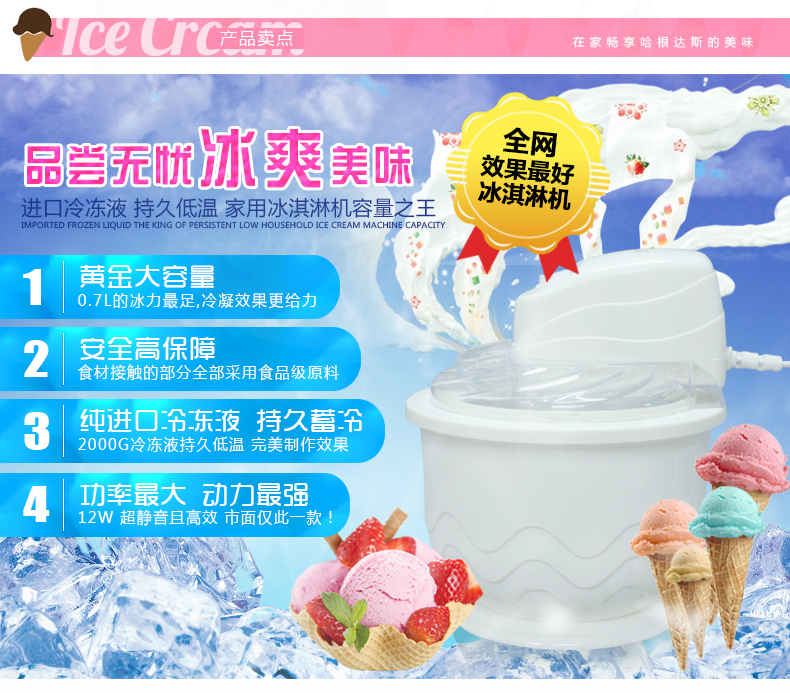 Ice Cream
产品卖点
在家畅享哈根达斯的美味
全网
效果最好
冰淇淋机
品尝无忧冰爽美味
进口冷冻液 持久低温 家用冰淇淋机容量之王
IMPORTED FROZEN LIQUID THE KING OF PERSISTENT LOW HOUSEHOLD ICE CREAM MACHINE CAPACITY
1 黄金大容量
0.7L的冰力最足,冷凝效果更给力
2 安全高保障
食材接触的部分全部采用食品级原料
3 纯进口冷冻液 持久蓄冷
2000G冷冻液持久低温 完美制作效果
4 功率最大 动力最强
12W 超静音且高效 市面仅此一款！